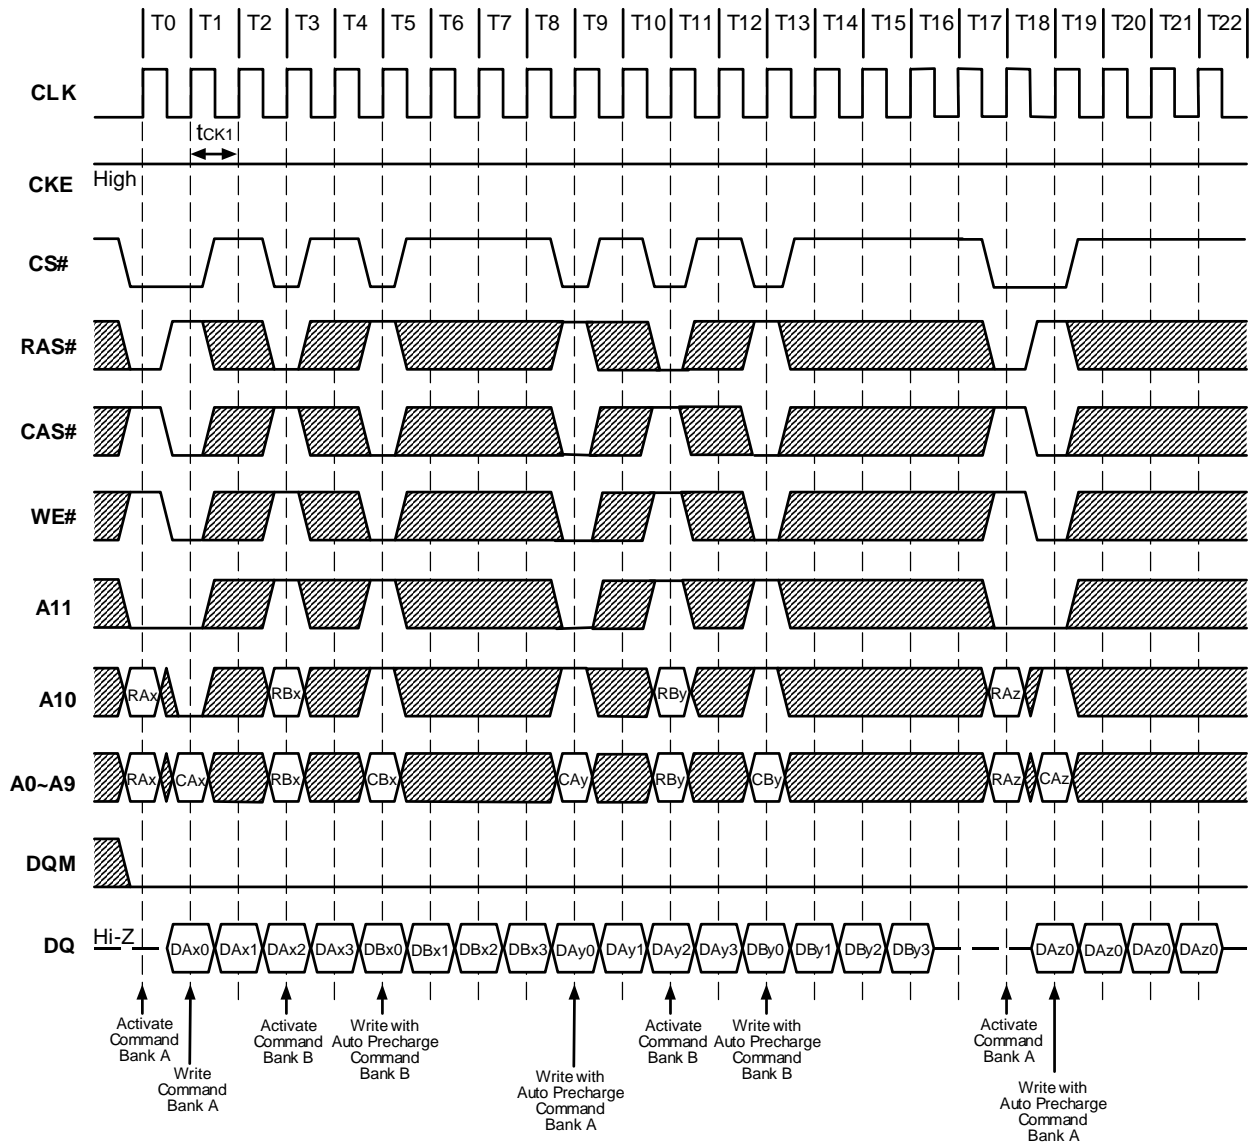 T0 T1 T2 T3 T4 T5 T6 T7 T8 T9 T10 T11 T12 T13 T14 T15 T16 T17 T18 T19 T20 T21 T22
CLK
tCK1
CKE High
CS#
RAS#
CAS#
WE#
A11
A10 RAx RBx RBy RAz
A0~A9 RAx CAx RBx CBx CAy RBy CBy RAz CAz
DQM
DQ Hi-Z DAx0 DAx1 DAx2 DAx3 DBx0 DBx1 DBx2 DBx3 DAy0 DAy1 DAy2 DAy3 DBy0 DBy1 DBy2 DBy3 DAz0 DAz0 DAz0 DAz0
Activate
Command
Bank A
Write
Command
Bank A
Activate
Command
Bank B
Write with
Auto Precharge
Command
Bank B
Write with
Auto Precharge
Command
Bank A
Activate
Command
Bank B
Write with
Auto Precharge
Command
Bank B
Activate
Command
Bank A
Write with
Auto Precharge
Command
Bank A